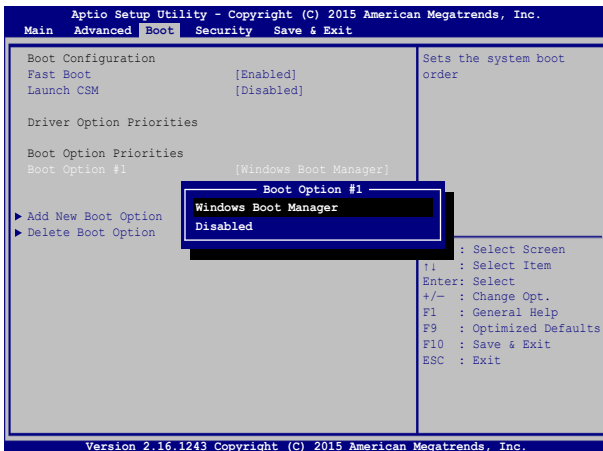 Aptio Setup Utility - Copyright (C) 2015 American Megatrends, Inc.
Main Advanced Boot Security Save & Exit
Boot Configuration
Fast Boot [Enabled]
Launch CSM [Disabled]
Driver Option Priorities
Boot Option Priorities
Boot Option #1 [Windows Boot Manager]
Add New Boot Option
Delete Boot Option
Boot Option #1
Windows Boot Manager
Disabled
Sets the system boot
order
: Select Screen
↑↓ : Select Item
Enter: Select
+/— : Change Opt.
F1 : General Help
F9 : Optimized Defaults
F10 : Save & Exit
ESC : Exit
Version 2.16.1243 Copyright (C) 2015 American Megatrends, Inc.